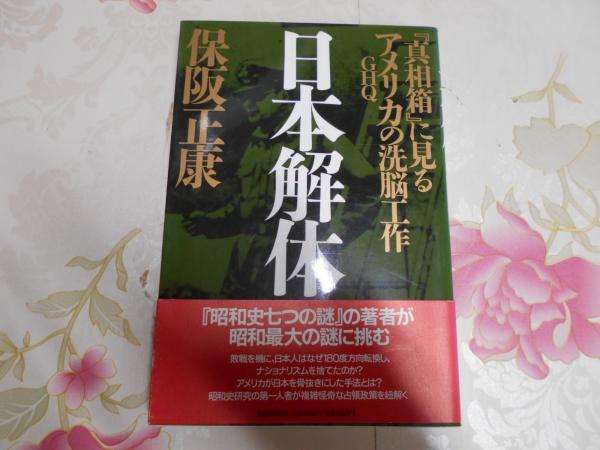 『真相箱』に見る
アメリカの洗脳工作
GHQ
日本解体
保阪正康
『昭和史七つの謎』の著者が
昭和最大の謎に挑む
敗戦を機に、日本人はなぜ180度方向転換し、
ナショナリズムを捨てたのか?
アメリカが日本を骨抜きにした手法とは?
昭和史研究の第一人者が複雑怪奇な占領政策を紐解く